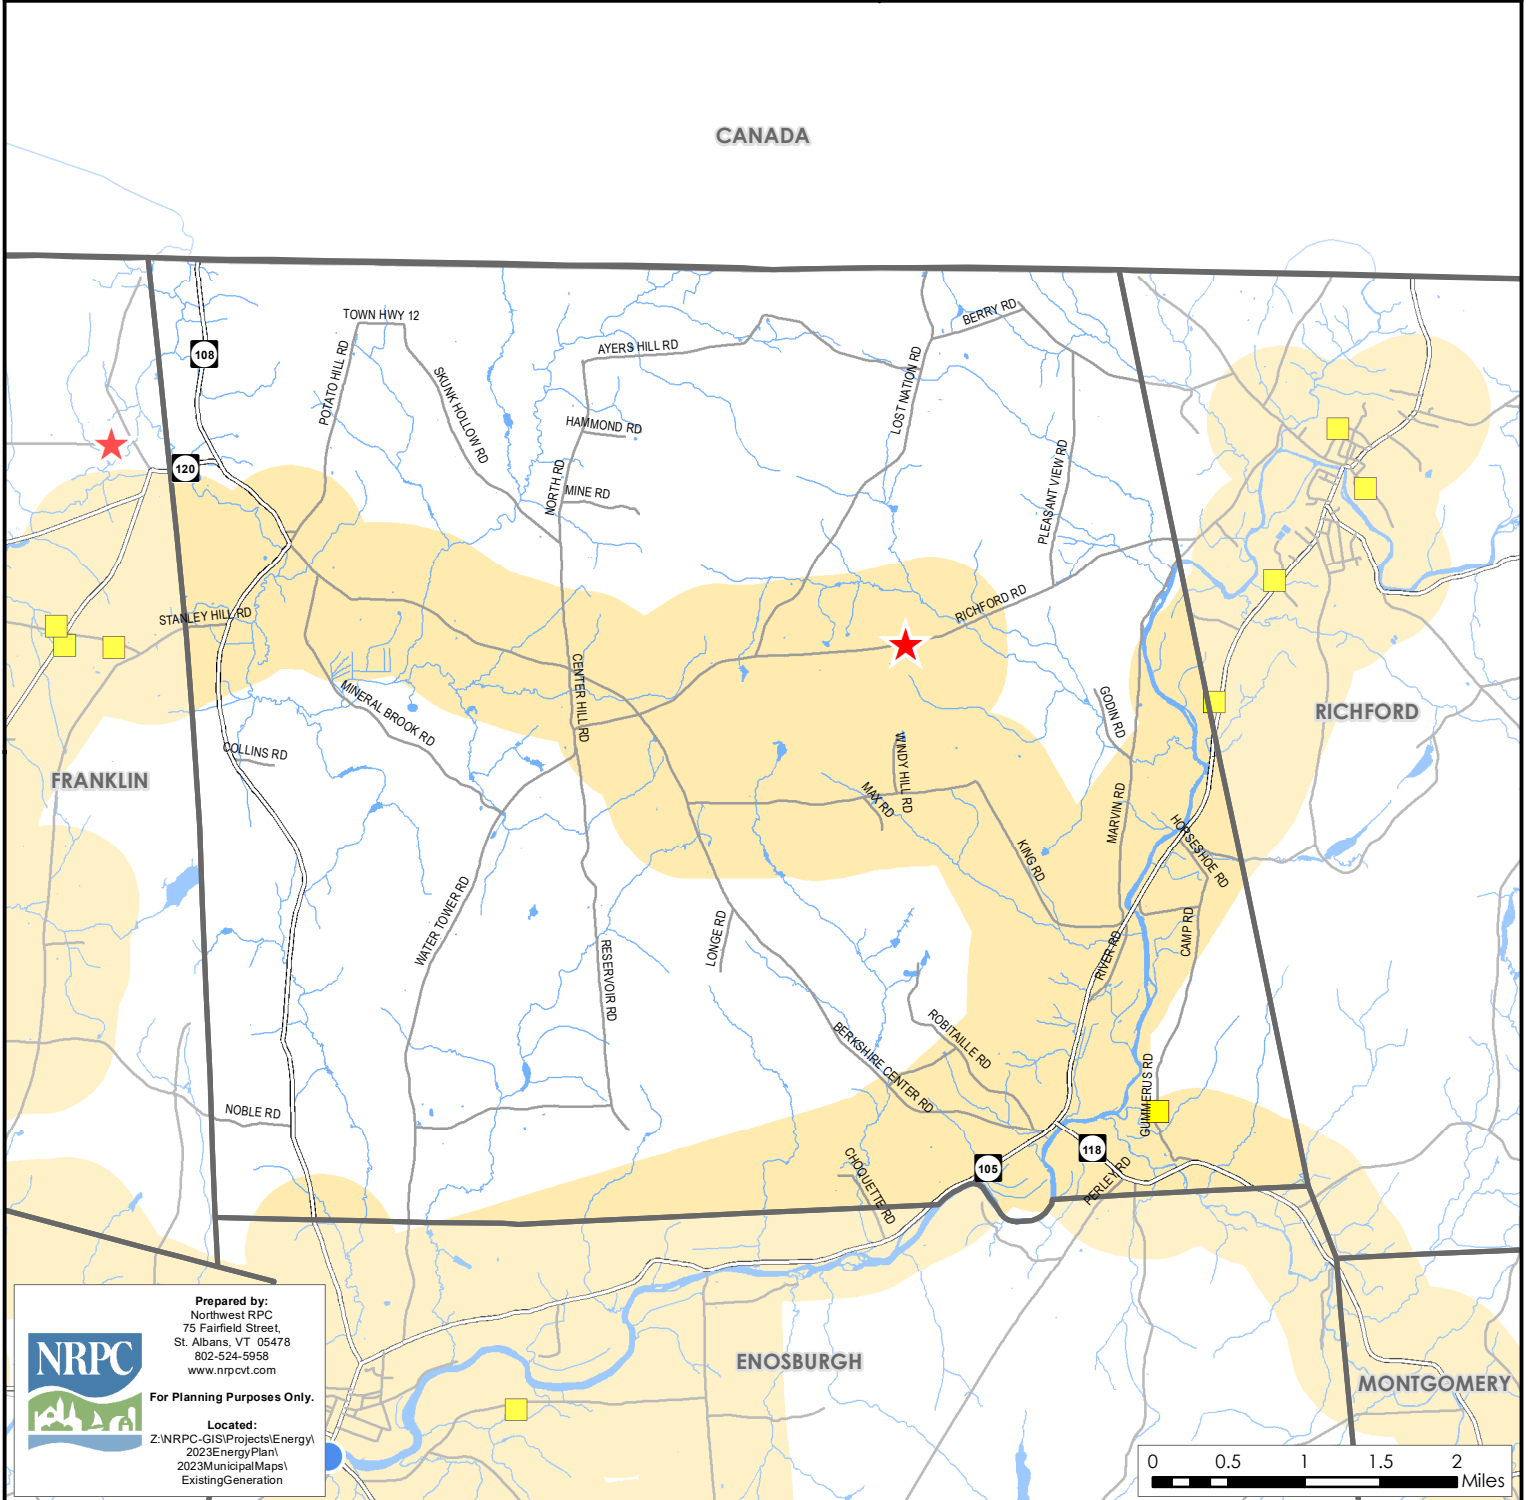 CANADA
TOWN HWY 12
BERRY RD
108
AYERS HILL RD
POTATO HILL RD
SKUNK HOLLOW RD
LOST NATION RD
HAMMOND RD
PLEASANT VIEW RD
120
NORTH RD
MINE RD
RICHFORD RD
STANLEY HILL RD
CENTER HILL RD
MINERAL BROOK RD
GODIN RD
RICHFORD
COLLINS RD
WINDY HILL RD
FRANKLIN
MAX RD
MARVIN RD
HORSESHOE RD
KING RD
WATER TOWER RD
LONGE RD
CAMP RD
RIVER RD
RESERVOIR RD
ROBITAILLE RD
BERKSHIRE CENTER RD
NOBLE RD
GUMMERUS RD
118
105
CHOQUETTE RD
PERLEY RD
ENOSBURGH
MONTGOMERY
NRPC
Prepared by:
Northwest RPC
75 Fairfield Street,
St. Albans, VT 05478
802-524-5958
www.nrpcvt.com
For Planning Purposes Only.
Located:
Z:\NRPC-GIS\Projects\Energy\
2023EnergyPlan\
2023MunicipalMaps\
ExistingGeneration
0 0.5 1 1.5 2
Miles